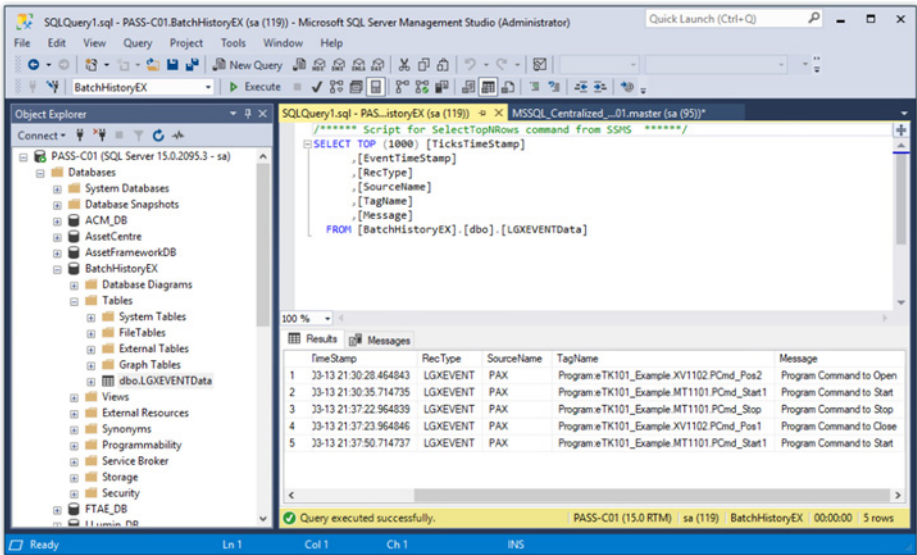 SQLQuery1.sql - PASS-C01.BatchHistoryEX (sa (119)) - Microsoft SQL Server Management Studio (Administrator)
Quick Launch (Ctrl+Q)
File Edit View Query Project Tools Window Help
New Query
BatchHistoryEX
Execute
Object Explorer
Connect
PASS-C01 (SQL Server 15.0.2095.3 - sa)
Databases
System Databases
Database Snapshots
ACM_DB
AssetCentre
AssetFrameworkDB
BatchHistoryEX
Database Diagrams
Tables
System Tables
FileTables
External Tables
Graph Tables
dbo.LGXEVENTData
Views
External Resources
Synonyms
Programmability
Service Broker
Storage
Security
FTAE_DB
SQLQuery1.sql - PAS...istoryEX (sa (119))
MSSQL_Centralized_...01.master (sa (95))*
/****** Script for SelectTopNRows command from SSMS ******/
SELECT TOP (1000) [TicksTimeStamp]
,[EventTimeStamp]
,[RecType]
,[SourceName]
,[TagName]
,[Message]
FROM [BatchHistoryEX].[dbo].[LGXEVENTData]
100 %
Results Messages
TimeStamp RecType SourceName TagName Message
1 03-13 21:30:28.464843 LGXEVENT PAX Program:eTK101_Example.XV1102.PCmd_Pos2 Program Command to Open
2 03-13 21:30:35.714735 LGXEVENT PAX Program:eTK101_Example.MT1101.PCmd_Start1 Program Command to Start
3 03-13 21:37:22.964839 LGXEVENT PAX Program:eTK101_Example.MT1101.PCmd_Stop Program Command to Stop
4 03-13 21:37:23.964846 LGXEVENT PAX Program:eTK101_Example.XV1102.PCmd_Pos1 Program Command to Close
5 03-13 21:37:50.714737 LGXEVENT PAX Program:eTK101_Example.MT1101.PCmd_Start1 Program Command to Start
Query executed successfully.
PASS-C01 (15.0 RTM) sa (119) BatchHistoryEX 00:00:00 5 rows
Ready Ln 1 Col 1 Ch 1 INS